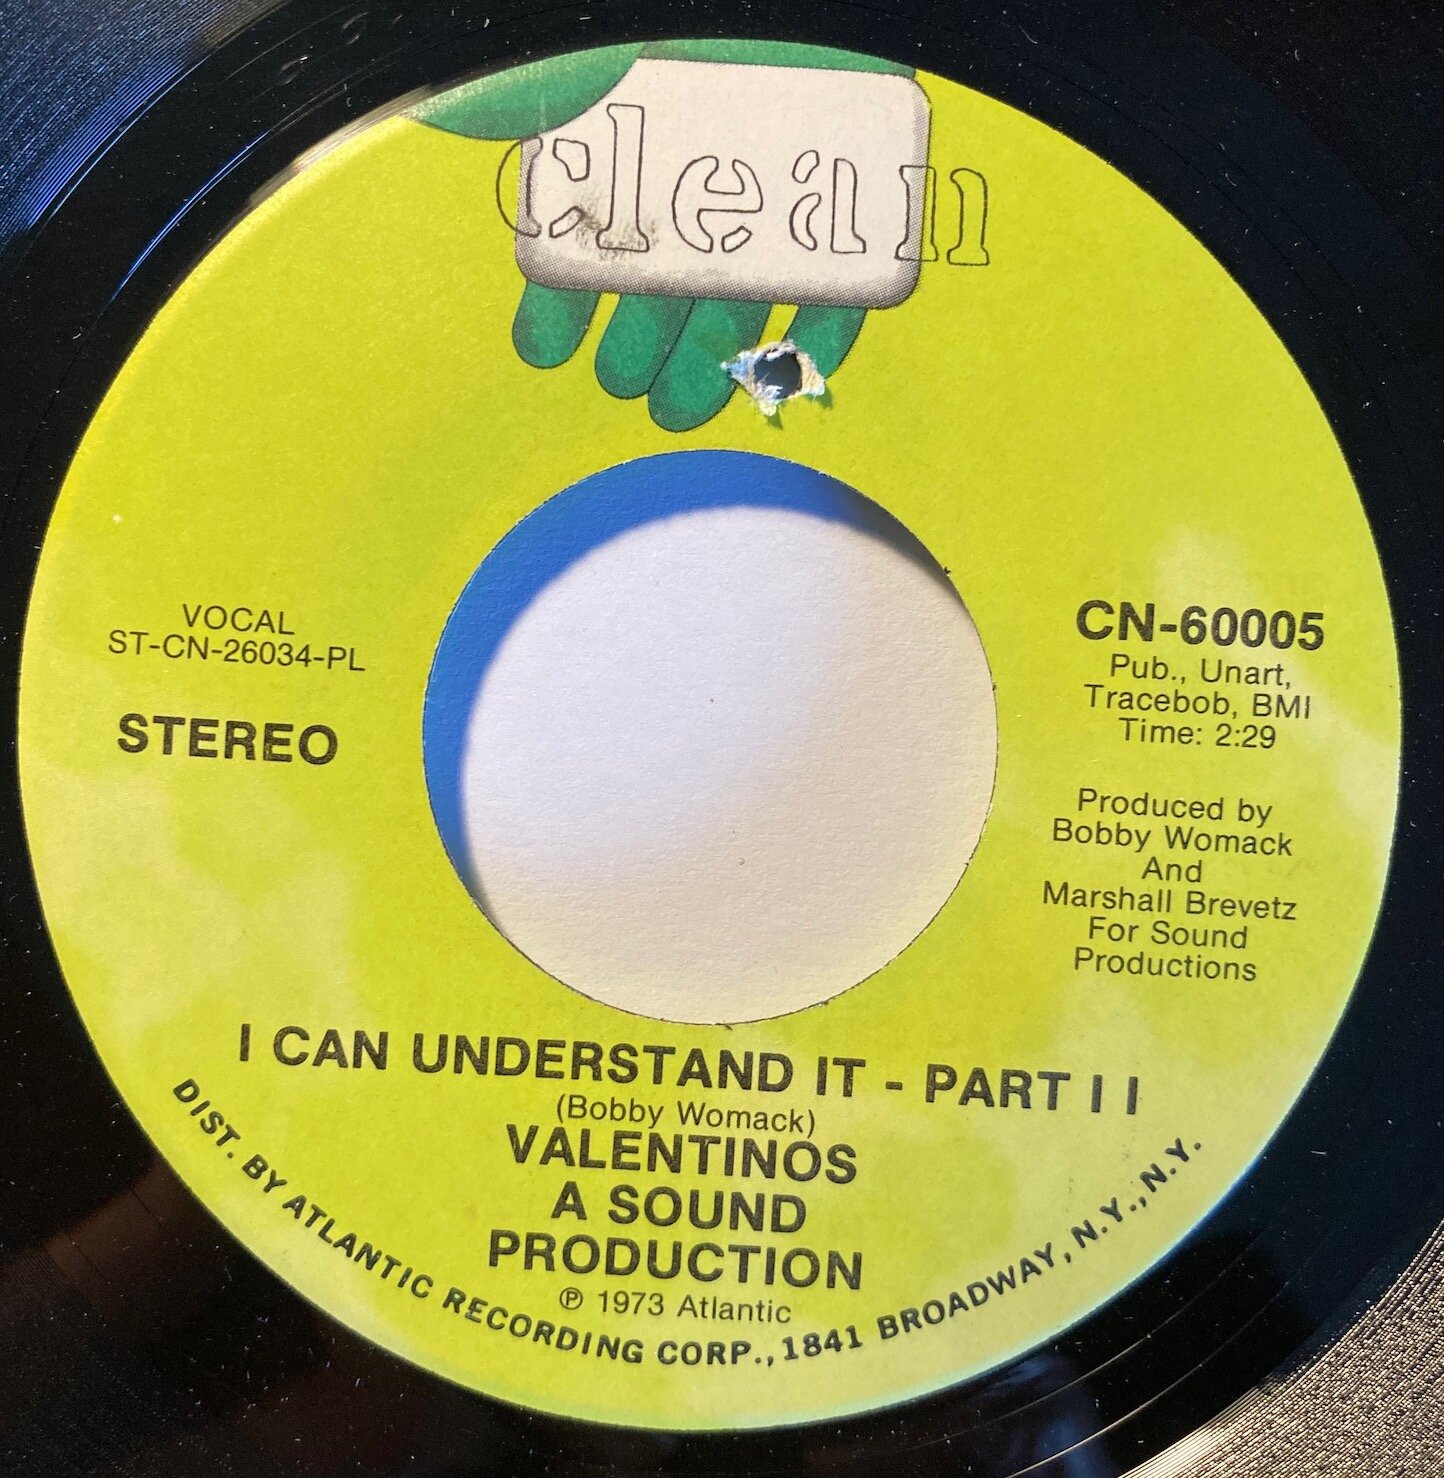 clean
VOCAL
ST-CN-26034-PL
STEREO
CN-60005
Pub., Unart,
Tracebob, BMI
Time: 2:29
Produced by
Bobby Womack
And
Marshall Brevetz
For Sound
Productions
I CAN UNDERSTAND IT - PART I I
(Bobby Womack)
VALENTINOS
A SOUND
PRODUCTION
℗ 1973 Atlantic
DIST. BY ATLANTIC RECORDING CORP., 1841 BROADWAY, N.Y., N.Y.